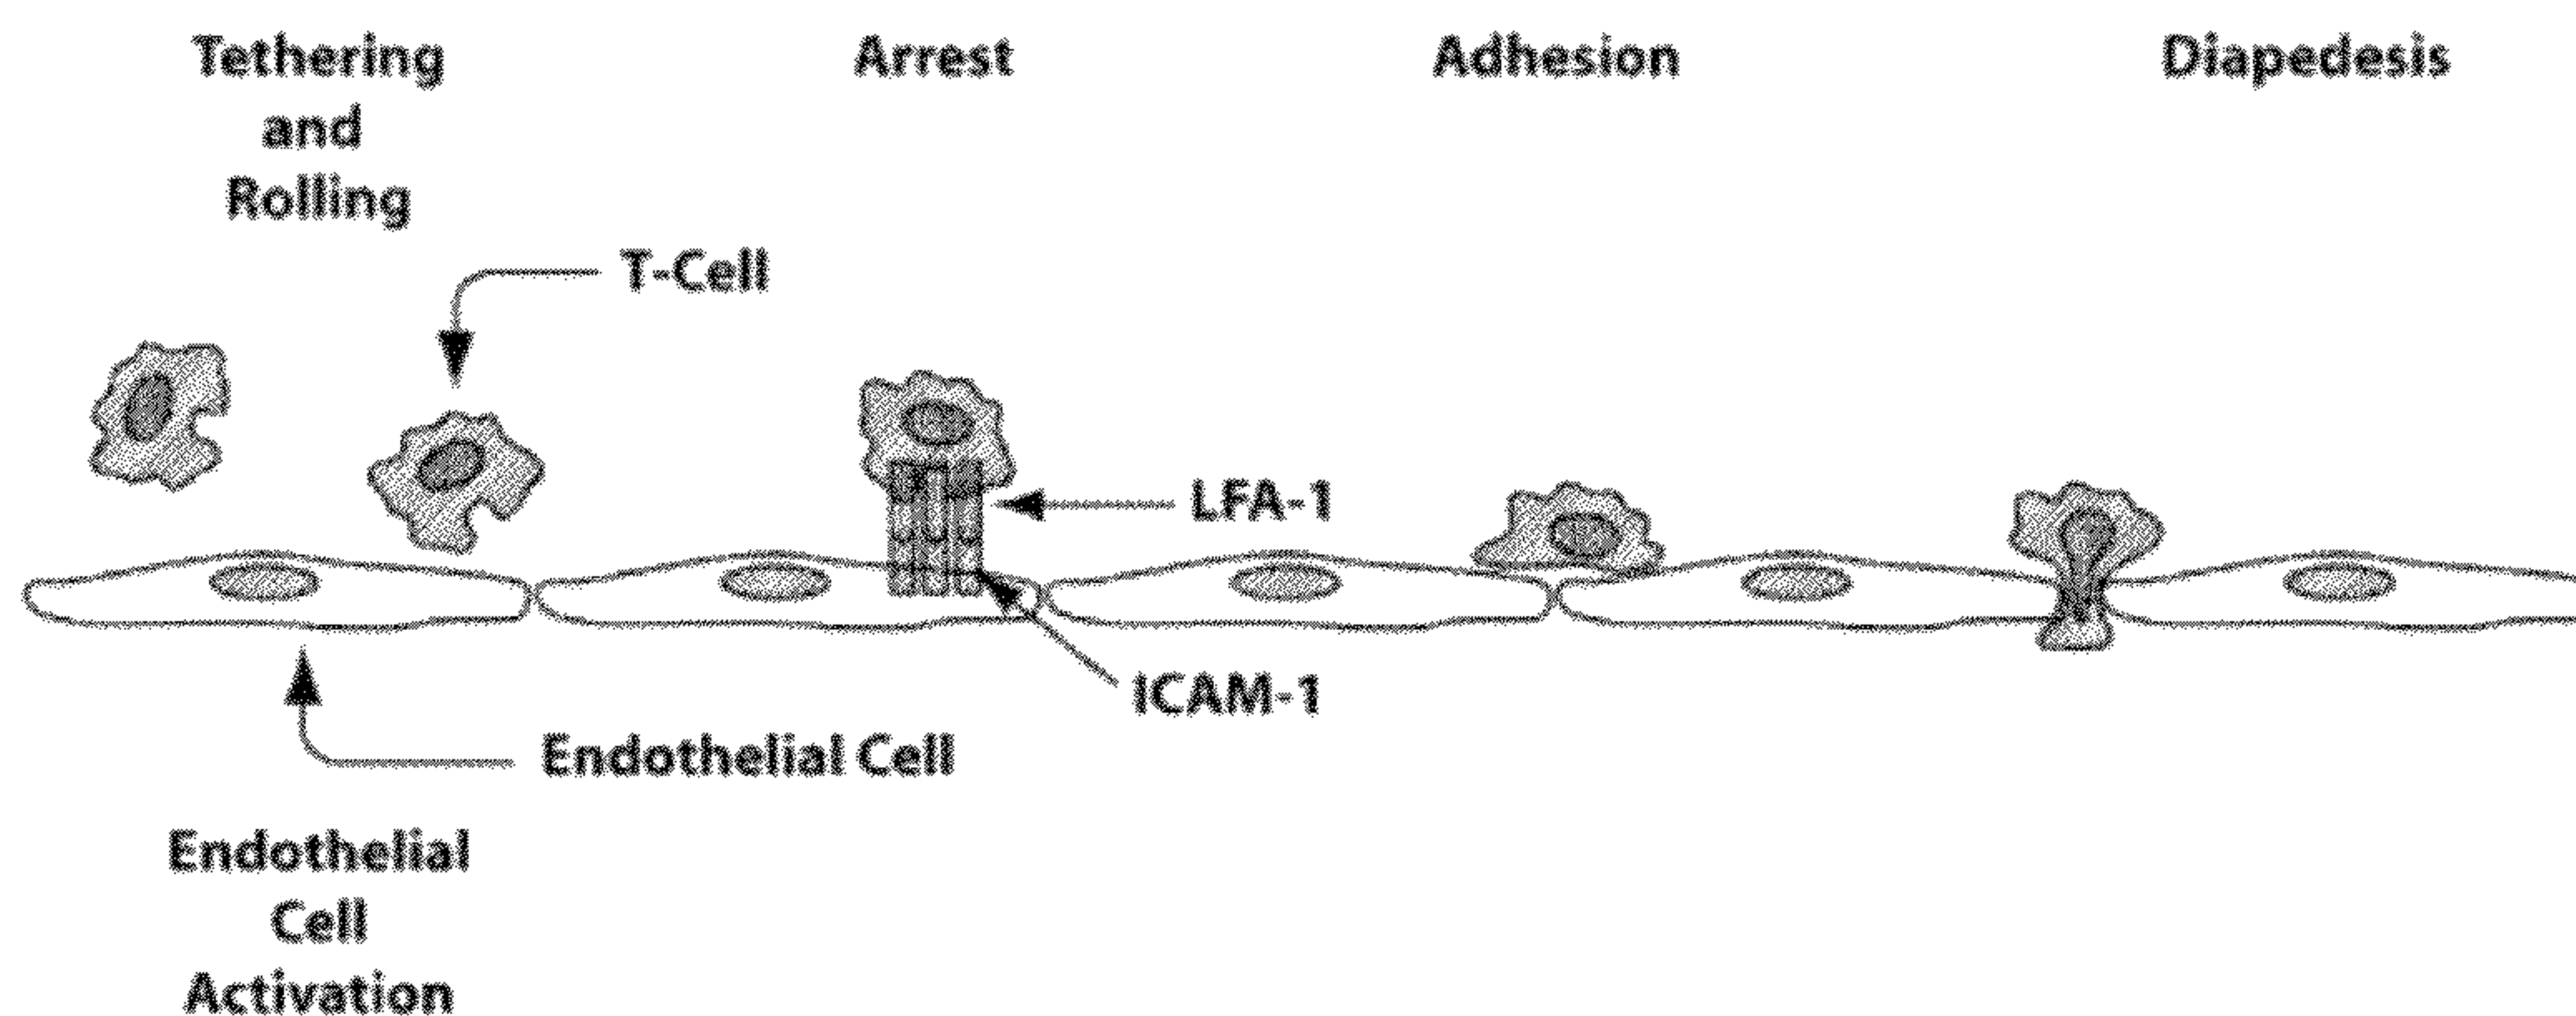 Tethering
and
Rolling
Arrest
Adhesion
Diapedesis
T-Cell
LFA-1
ICAM-1
Endothelial Cell
Endothelial
Cell
Activation